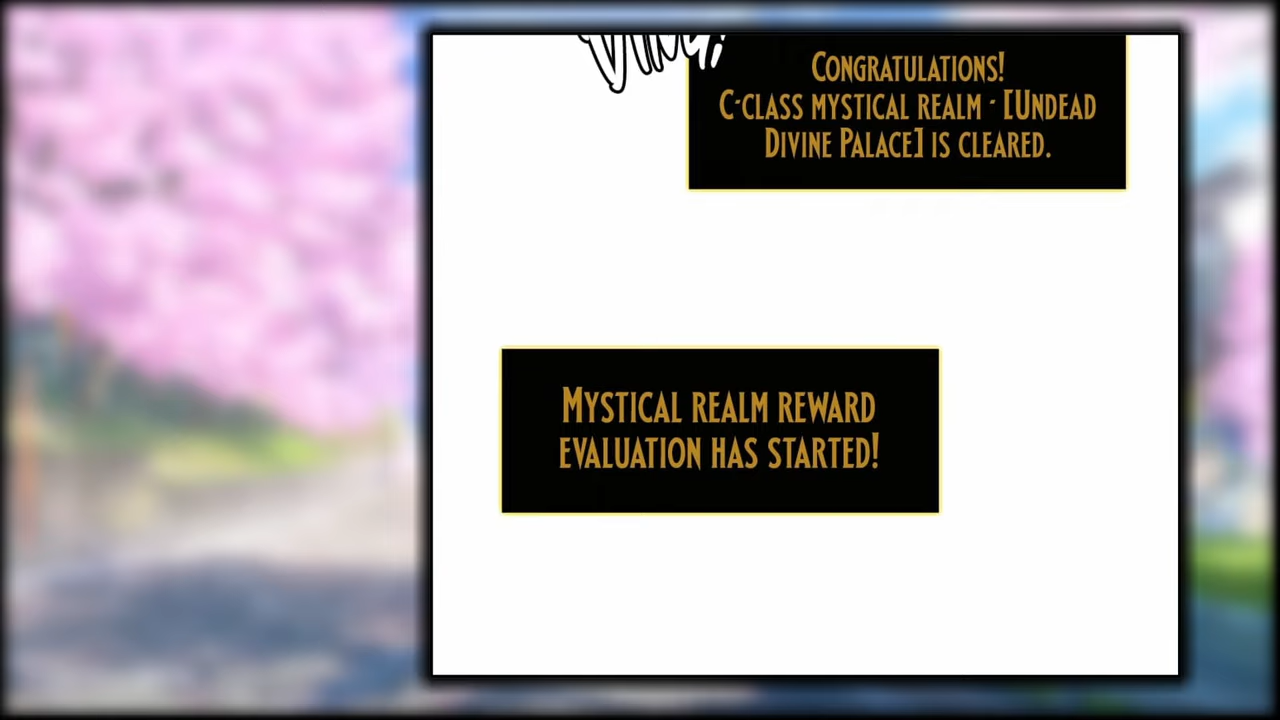 Congratulations!
C-class mystical realm - [Undead
Divine Palace] is cleared.
Mystical realm reward
evaluation has started!